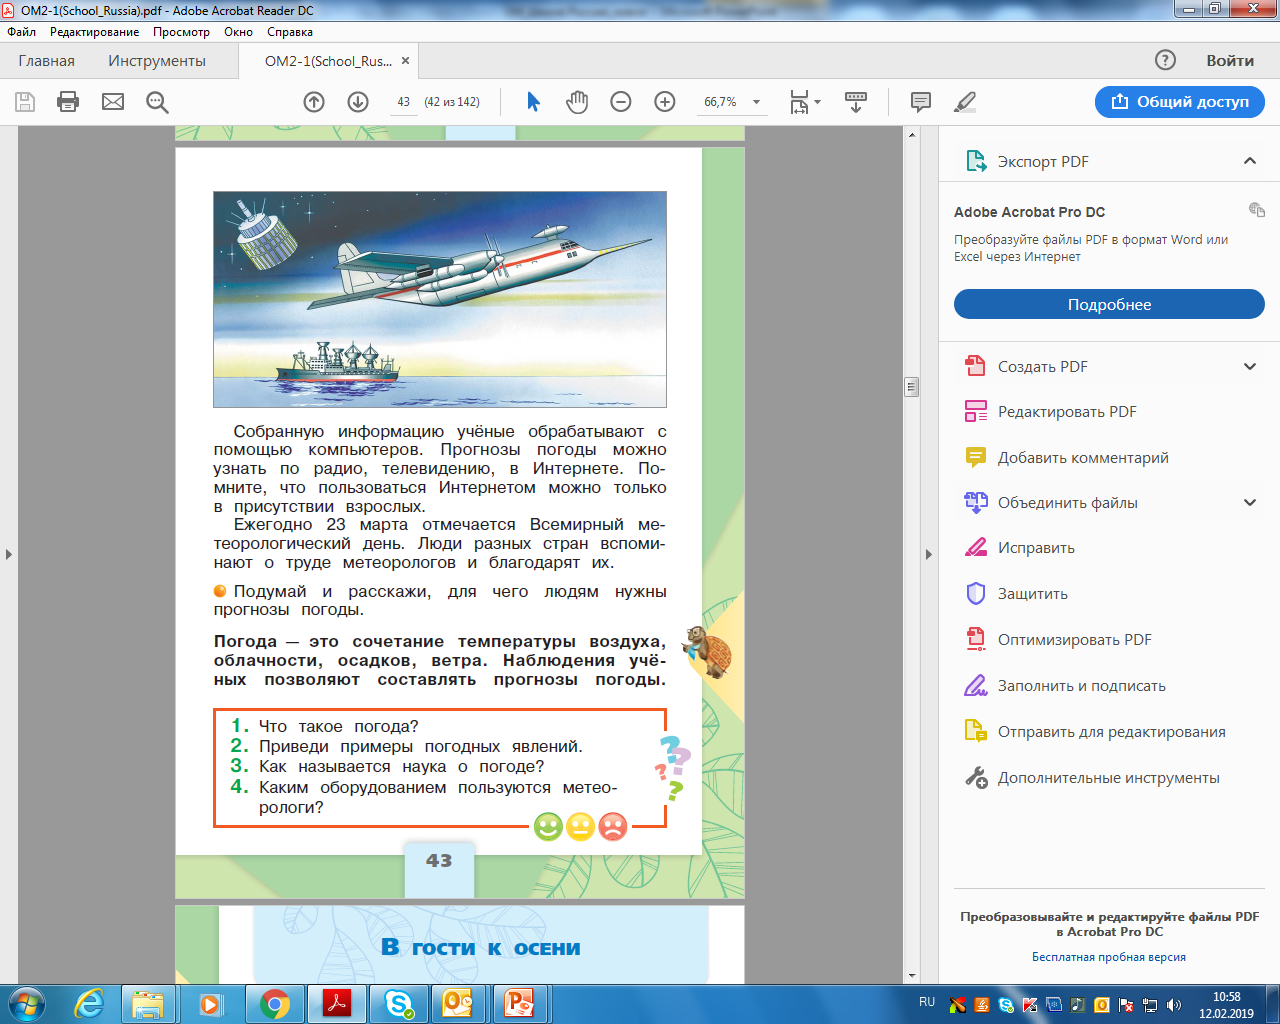 OM2-1(School_Russia).pdf - Adobe Acrobat Reader DC
Файл Редактирование Просмотр Окно Справка
Главная Инструменты OM2-1(School_Rus... ×
Войти
43 (42 из 142) 66,7% Общий доступ
Собранную информацию учёные обрабатывают с
помощью компьютеров. Прогнозы погоды можно
узнать по радио, телевидению, в Интернете. По-
мните, что пользоваться Интернетом можно только
в присутствии взрослых.
Ежегодно 23 марта отмечается Всемирный ме-
теорологический день. Люди разных стран вспоми-
нают о труде метеорологов и благодарят их.
Подумай и расскажи, для чего людям нужны
прогнозы погоды.
Погода — это сочетание температуры воздуха,
облачности, осадков, ветра. Наблюдения учё-
ных позволяют составлять прогнозы погоды.
1. Что такое погода?
2. Приведи примеры погодных явлений.
3. Как называется наука о погоде?
4. Каким оборудованием пользуются метео-
рологи?
43
В гости к осени
Экспорт PDF
Adobe Acrobat Pro DC
Преобразуйте файлы PDF в формат Word или
Excel через Интернет
Подробнее
Создать PDF
Редактировать PDF
Добавить комментарий
Объединить файлы
Исправить
Защитить
Оптимизировать PDF
Заполнить и подписать
Отправить для редактирования
Дополнительные инструменты
Преобразовывайте и редактируйте файлы PDF
в Acrobat Pro DC
Бесплатная пробная версия
RU
10:58
12.02.2019